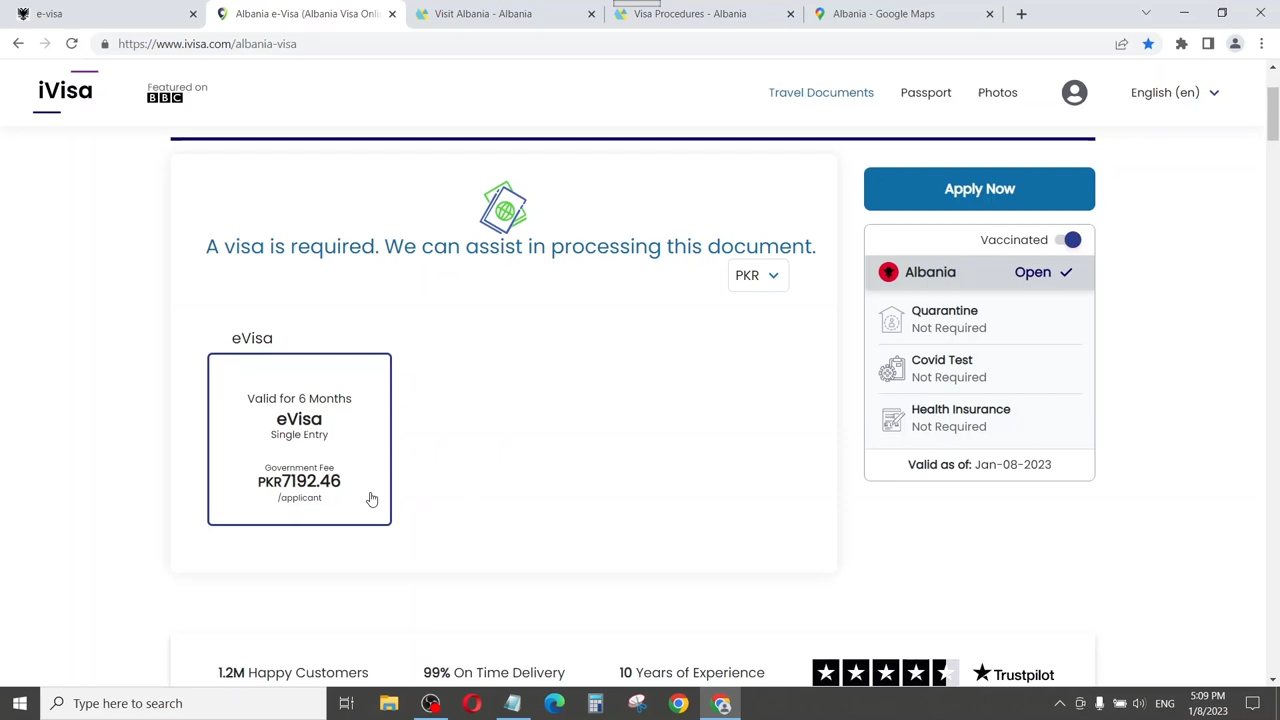 e-visa
Albania e-Visa (Albania Visa Onli
Visit Albania - Albania
Visa Procedures - Albania
Albania - Google Maps
https://www.ivisa.com/albania-visa
iVisa
Featured on
BBC
Travel Documents
Passport
Photos
English (en)
A visa is required. We can assist in processing this document.
PKR
eVisa
Valid for 6 Months
eVisa
Single Entry
Government Fee
PKR7192.46
/applicant
Apply Now
Vaccinated
Albania
Open
Quarantine
Not Required
Covid Test
Not Required
Health Insurance
Not Required
Valid as of: Jan-08-2023
1.2M Happy Customers
99% On Time Delivery
10 Years of Experience
Trustpilot
Type here to search
ENG
5:09 PM
1/8/2023